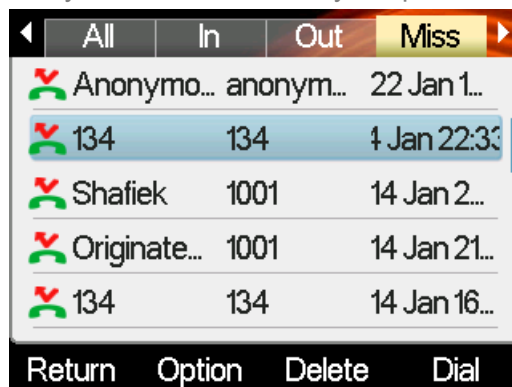 All In Out Miss
Anonymo... anonym... 22 Jan 1...
134 134 4 Jan 22:33
Shafiek 1001 14 Jan 2...
Originate... 1001 14 Jan 21...
134 134 14 Jan 16...
Return Option Delete Dial